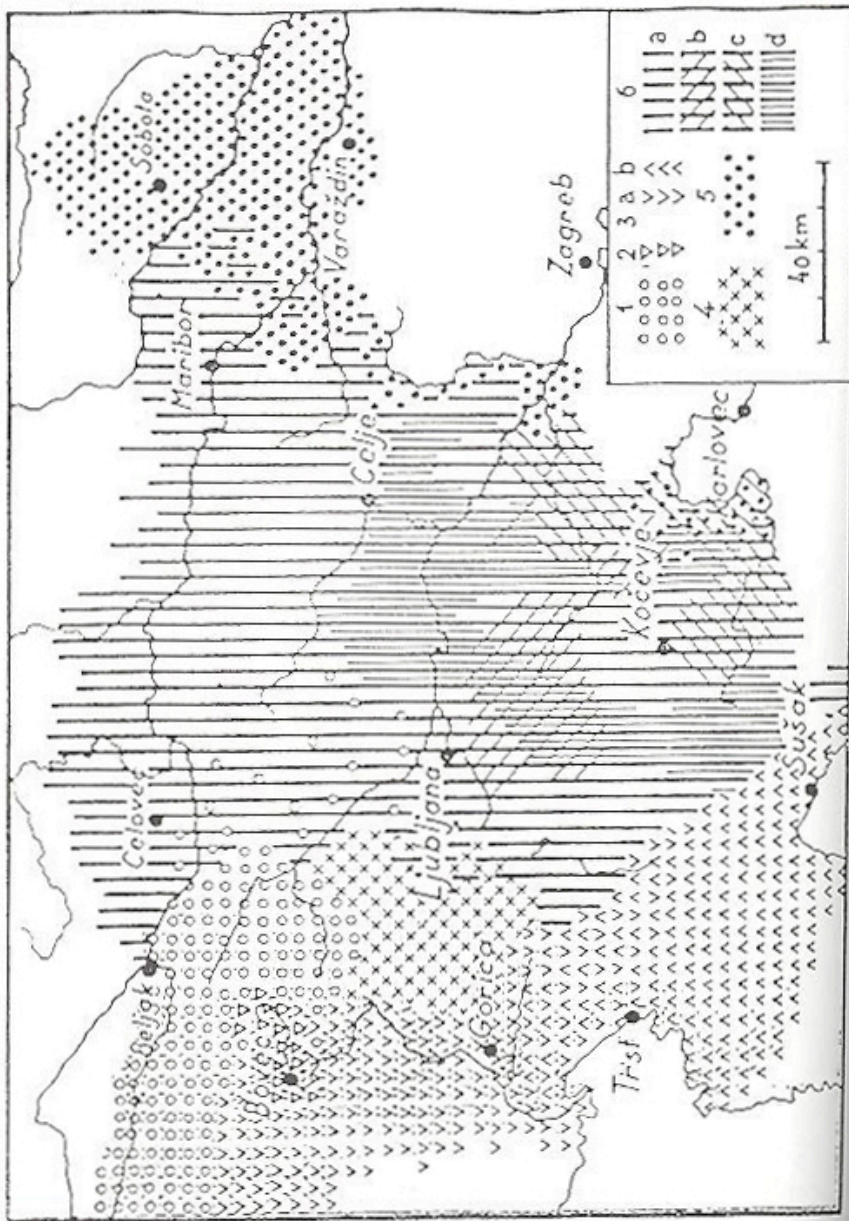 Sobota
Maribor
Varaždin
Celovec
Beljak
Celje
Bovec
Ljubljana
Zagreb
Gorica
Kočevje
Karlovec
Trst
Sušak
1 2 3 a b 6
a
b
c
d
4 5
40 km